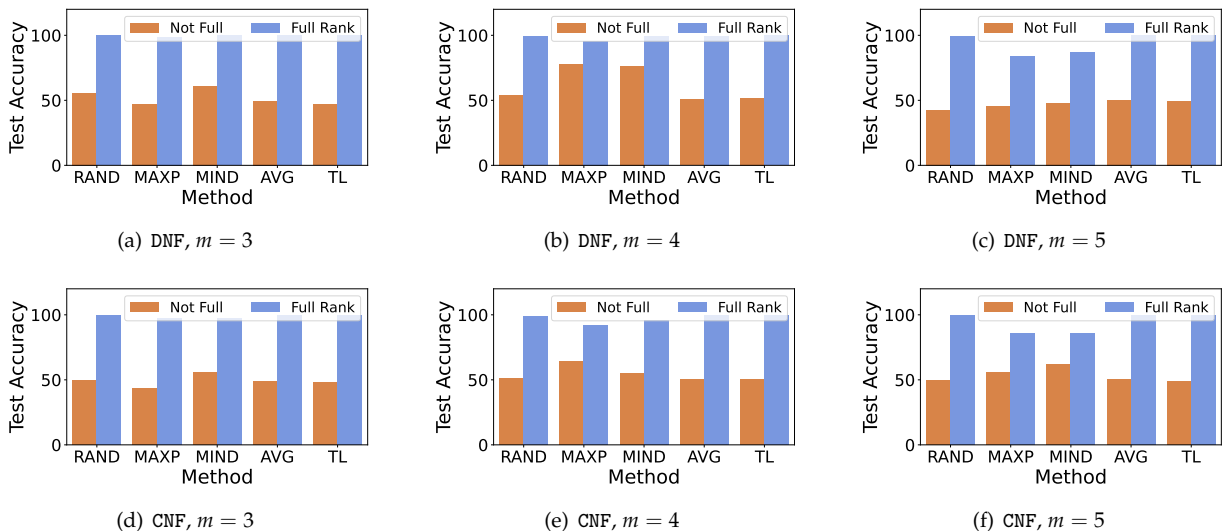 Test Accuracy
100
50
0
Not Full
Full Rank
RAND MAXP MIND AVG TL
Method
(a) DNF, m = 3
Test Accuracy
100
50
0
Not Full
Full Rank
RAND MAXP MIND AVG TL
Method
(b) DNF, m = 4
Test Accuracy
100
50
0
Not Full
Full Rank
RAND MAXP MIND AVG TL
Method
(c) DNF, m = 5
Test Accuracy
100
50
0
Not Full
Full Rank
RAND MAXP MIND AVG TL
Method
(d) CNF, m = 3
Test Accuracy
100
50
0
Not Full
Full Rank
RAND MAXP MIND AVG TL
Method
(e) CNF, m = 4
Test Accuracy
100
50
0
Not Full
Full Rank
RAND MAXP MIND AVG TL
Method
(f) CNF, m = 5